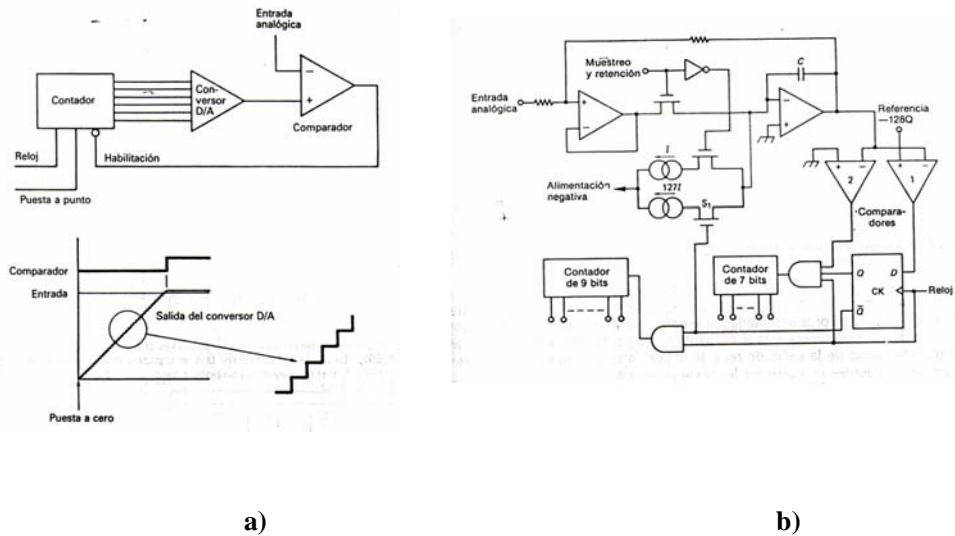 Entrada
analógica
Contador
Con-
versor
D/A
Comparador
Reloj
Habilitación
Puesta a punto
Comparador
Entrada
Salida del conversor D/A
Puesta a cero
a)
Muestreo
y retención
Entrada
analógica
C
Referencia
—128Q
I
Alimentación
negativa
127I
S₁
+ − + −
2 1
Compara-
dores
Contador
de 9 bits
Contador
de 7 bits
Q D
CK
Reloj
Q̅
b)